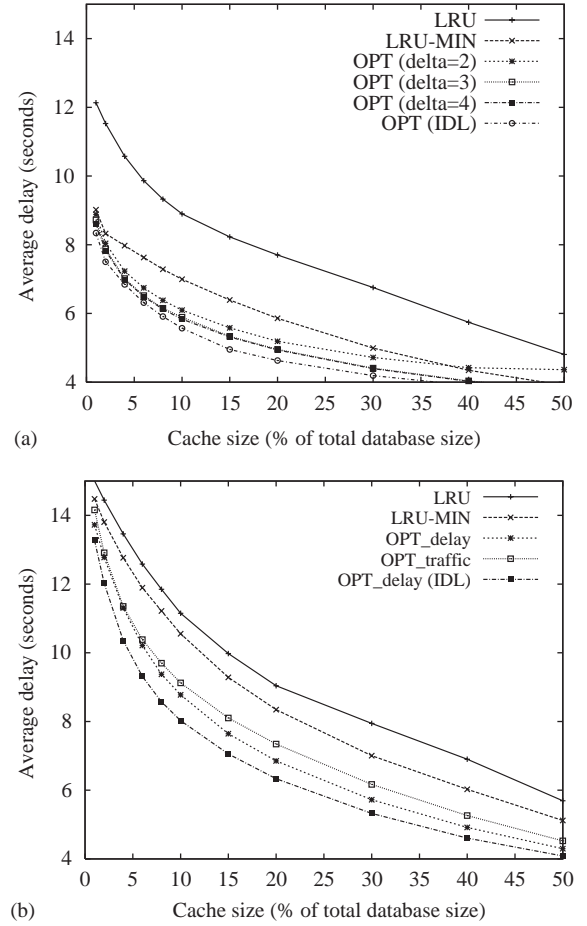 LRU
LRU-MIN
OPT (delta=2)
OPT (delta=3)
OPT (delta=4)
OPT (IDL)
14
12
10
8
6
4
Average delay (seconds)
0 5 10 15 20 25 30 35 40 45 50
(a) Cache size (% of total database size)
LRU
LRU-MIN
OPT_delay
OPT_traffic
OPT_delay (IDL)
14
12
10
8
6
4
Average delay (seconds)
0 5 10 15 20 25 30 35 40 45 50
(b) Cache size (% of total database size)